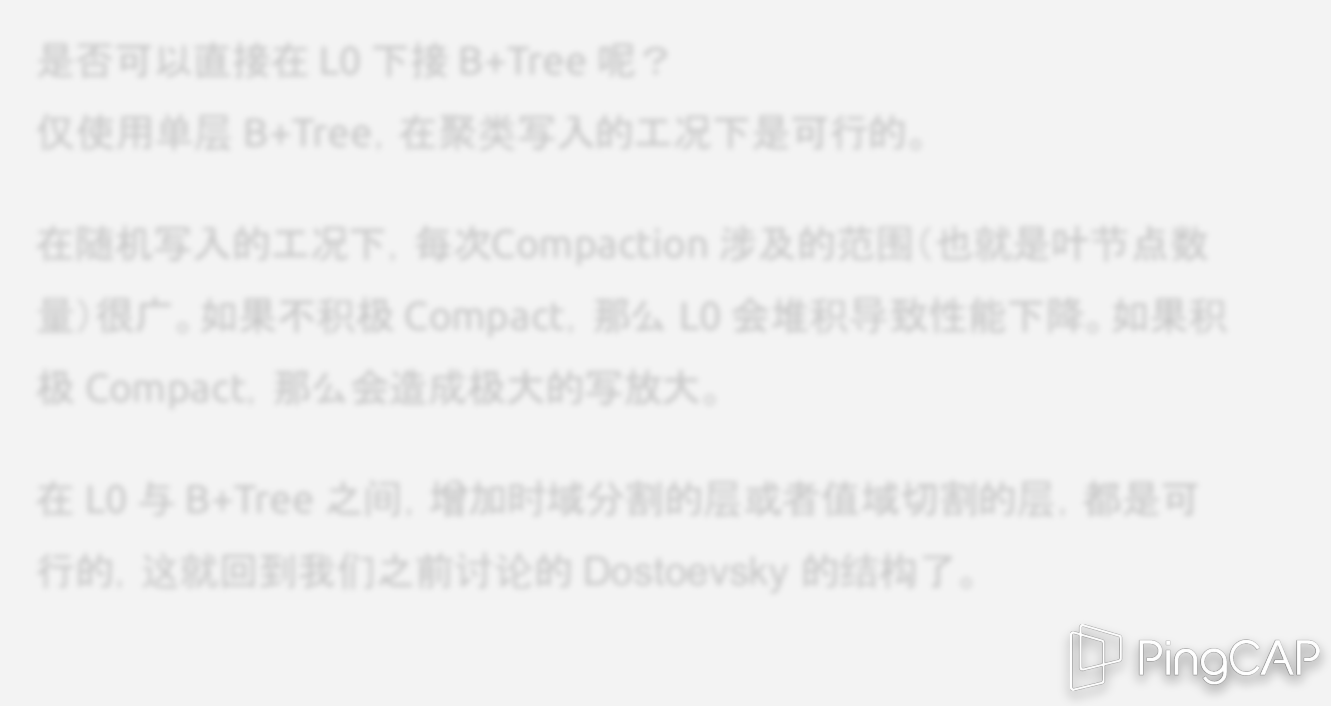 是否可以直接在 L0 下接 B+Tree 呢？
仅使用单层 B+Tree，在聚类写入的工况下是可行的。
在随机写入的工况下，每次Compaction 涉及的范围（也就是叶节点数
量）很广。如果不积极 Compact，那么 L0 会堆积导致性能下降。如果积
极 Compact，那么会造成极大的写放大。
在 L0 与 B+Tree 之间，增加时域分割的层或者值域切割的层，都是可
行的，这就回到我们之前讨论的 Dostoevsky 的结构了。
PingCAP